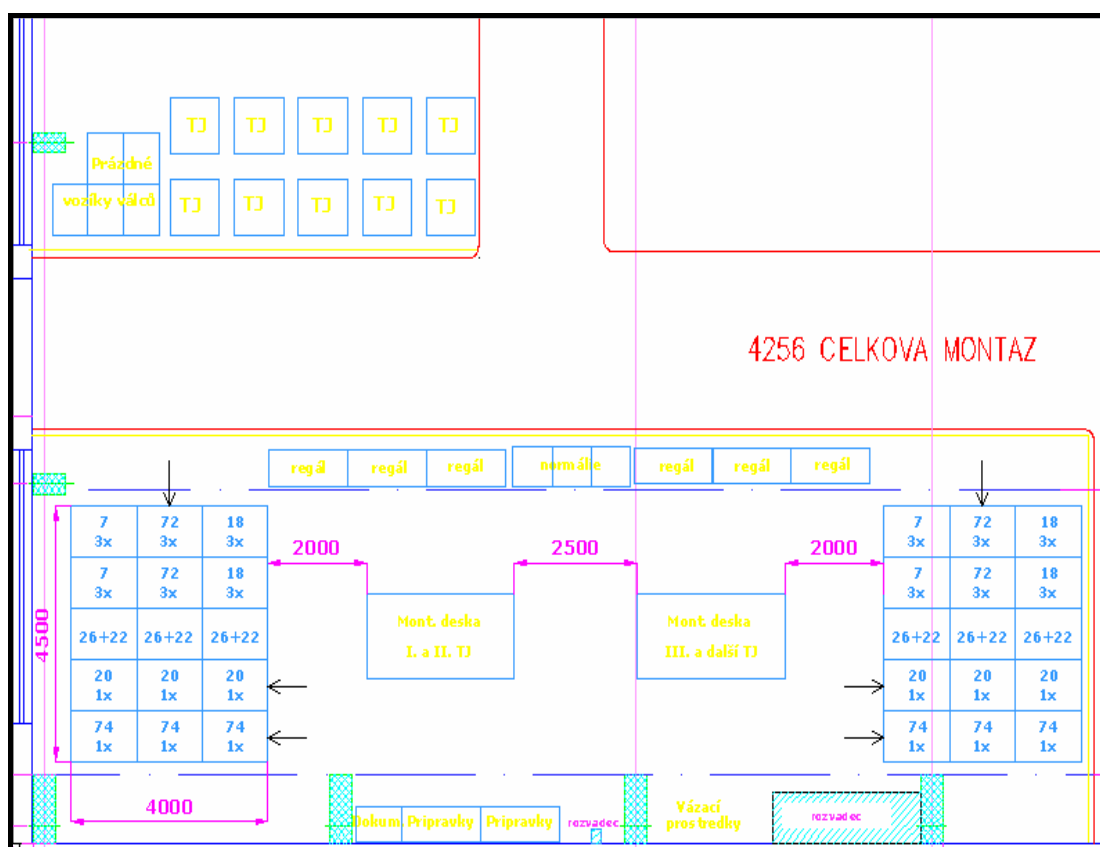 TJ TJ TJ TJ TJ
Prázdné
vozíky válců
TJ TJ TJ TJ TJ
4256 CELKOVA MONTAZ
regál regál regál normálie regál regál regál
7 72 18
3x 3x 3x
7 72 18
3x 3x 3x
26+22 26+22 26+22
20 20 20
1x 1x 1x
74 74 74
1x 1x 1x
4500
4000
2000
2500
2000
Mont. deska
I. a II. TJ
Mont. deska
III. a další TJ
7 72 18
3x 3x 3x
7 72 18
3x 3x 3x
26+22 26+22 26+22
20 20 20
1x 1x 1x
74 74 74
1x 1x 1x
Dokum Pripravky Pripravky
rozvadec
Vázací
prostredky
rozvadec